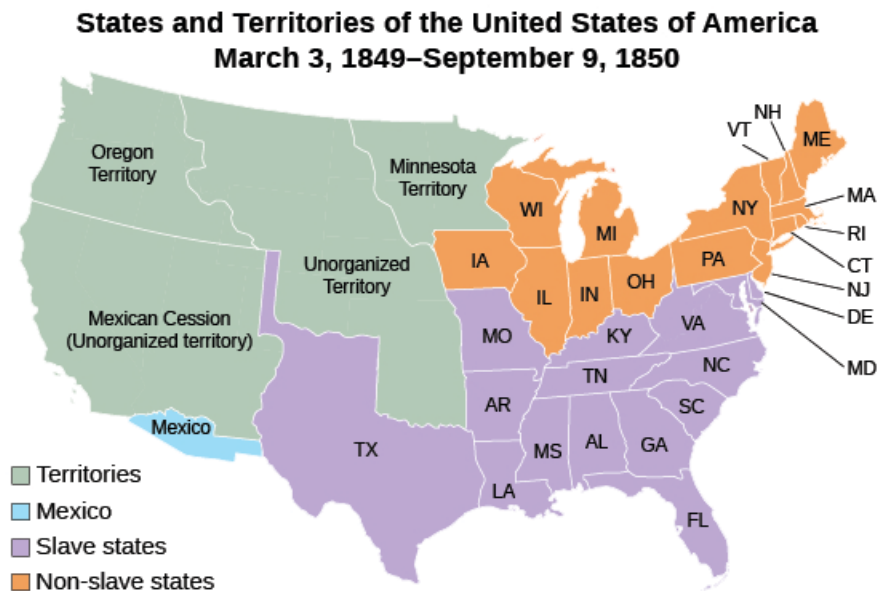 States and Territories of the United States of America
March 3, 1849–September 9, 1850
NH
VT
ME
Oregon
Territory
Minnesota
Territory
MA
WI
NY
MI
RI
PA
IA
CT
Unorganized
Territory
OH
IL
IN
NJ
DE
Mexican Cession
(Unorganized territory)
MO
KY
VA
MD
NC
TN
AR
SC
Mexico
TX
MS
AL
GA
LA
FL
Territories
Mexico
Slave states
Non-slave states